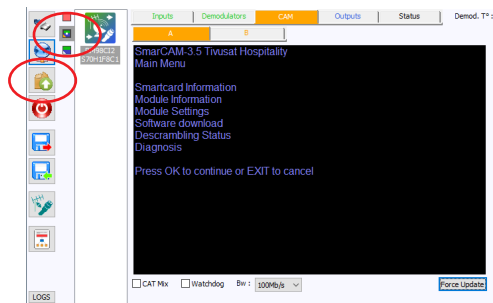 Inputs
Demodulators
CAM
Outputs
Status
Demod. T° :
A
B
S70H1F8C1
SmarCAM-3.5 Tivusat Hospitality
Main Menu
Smartcard Information
Module Information
Module Settings
Software download
Descrambling Status
Diagnosis
Press OK to continue or EXIT to cancel
CAT Mix
Watchdog
Bw :
100Mb/s
Force Update
LOGS